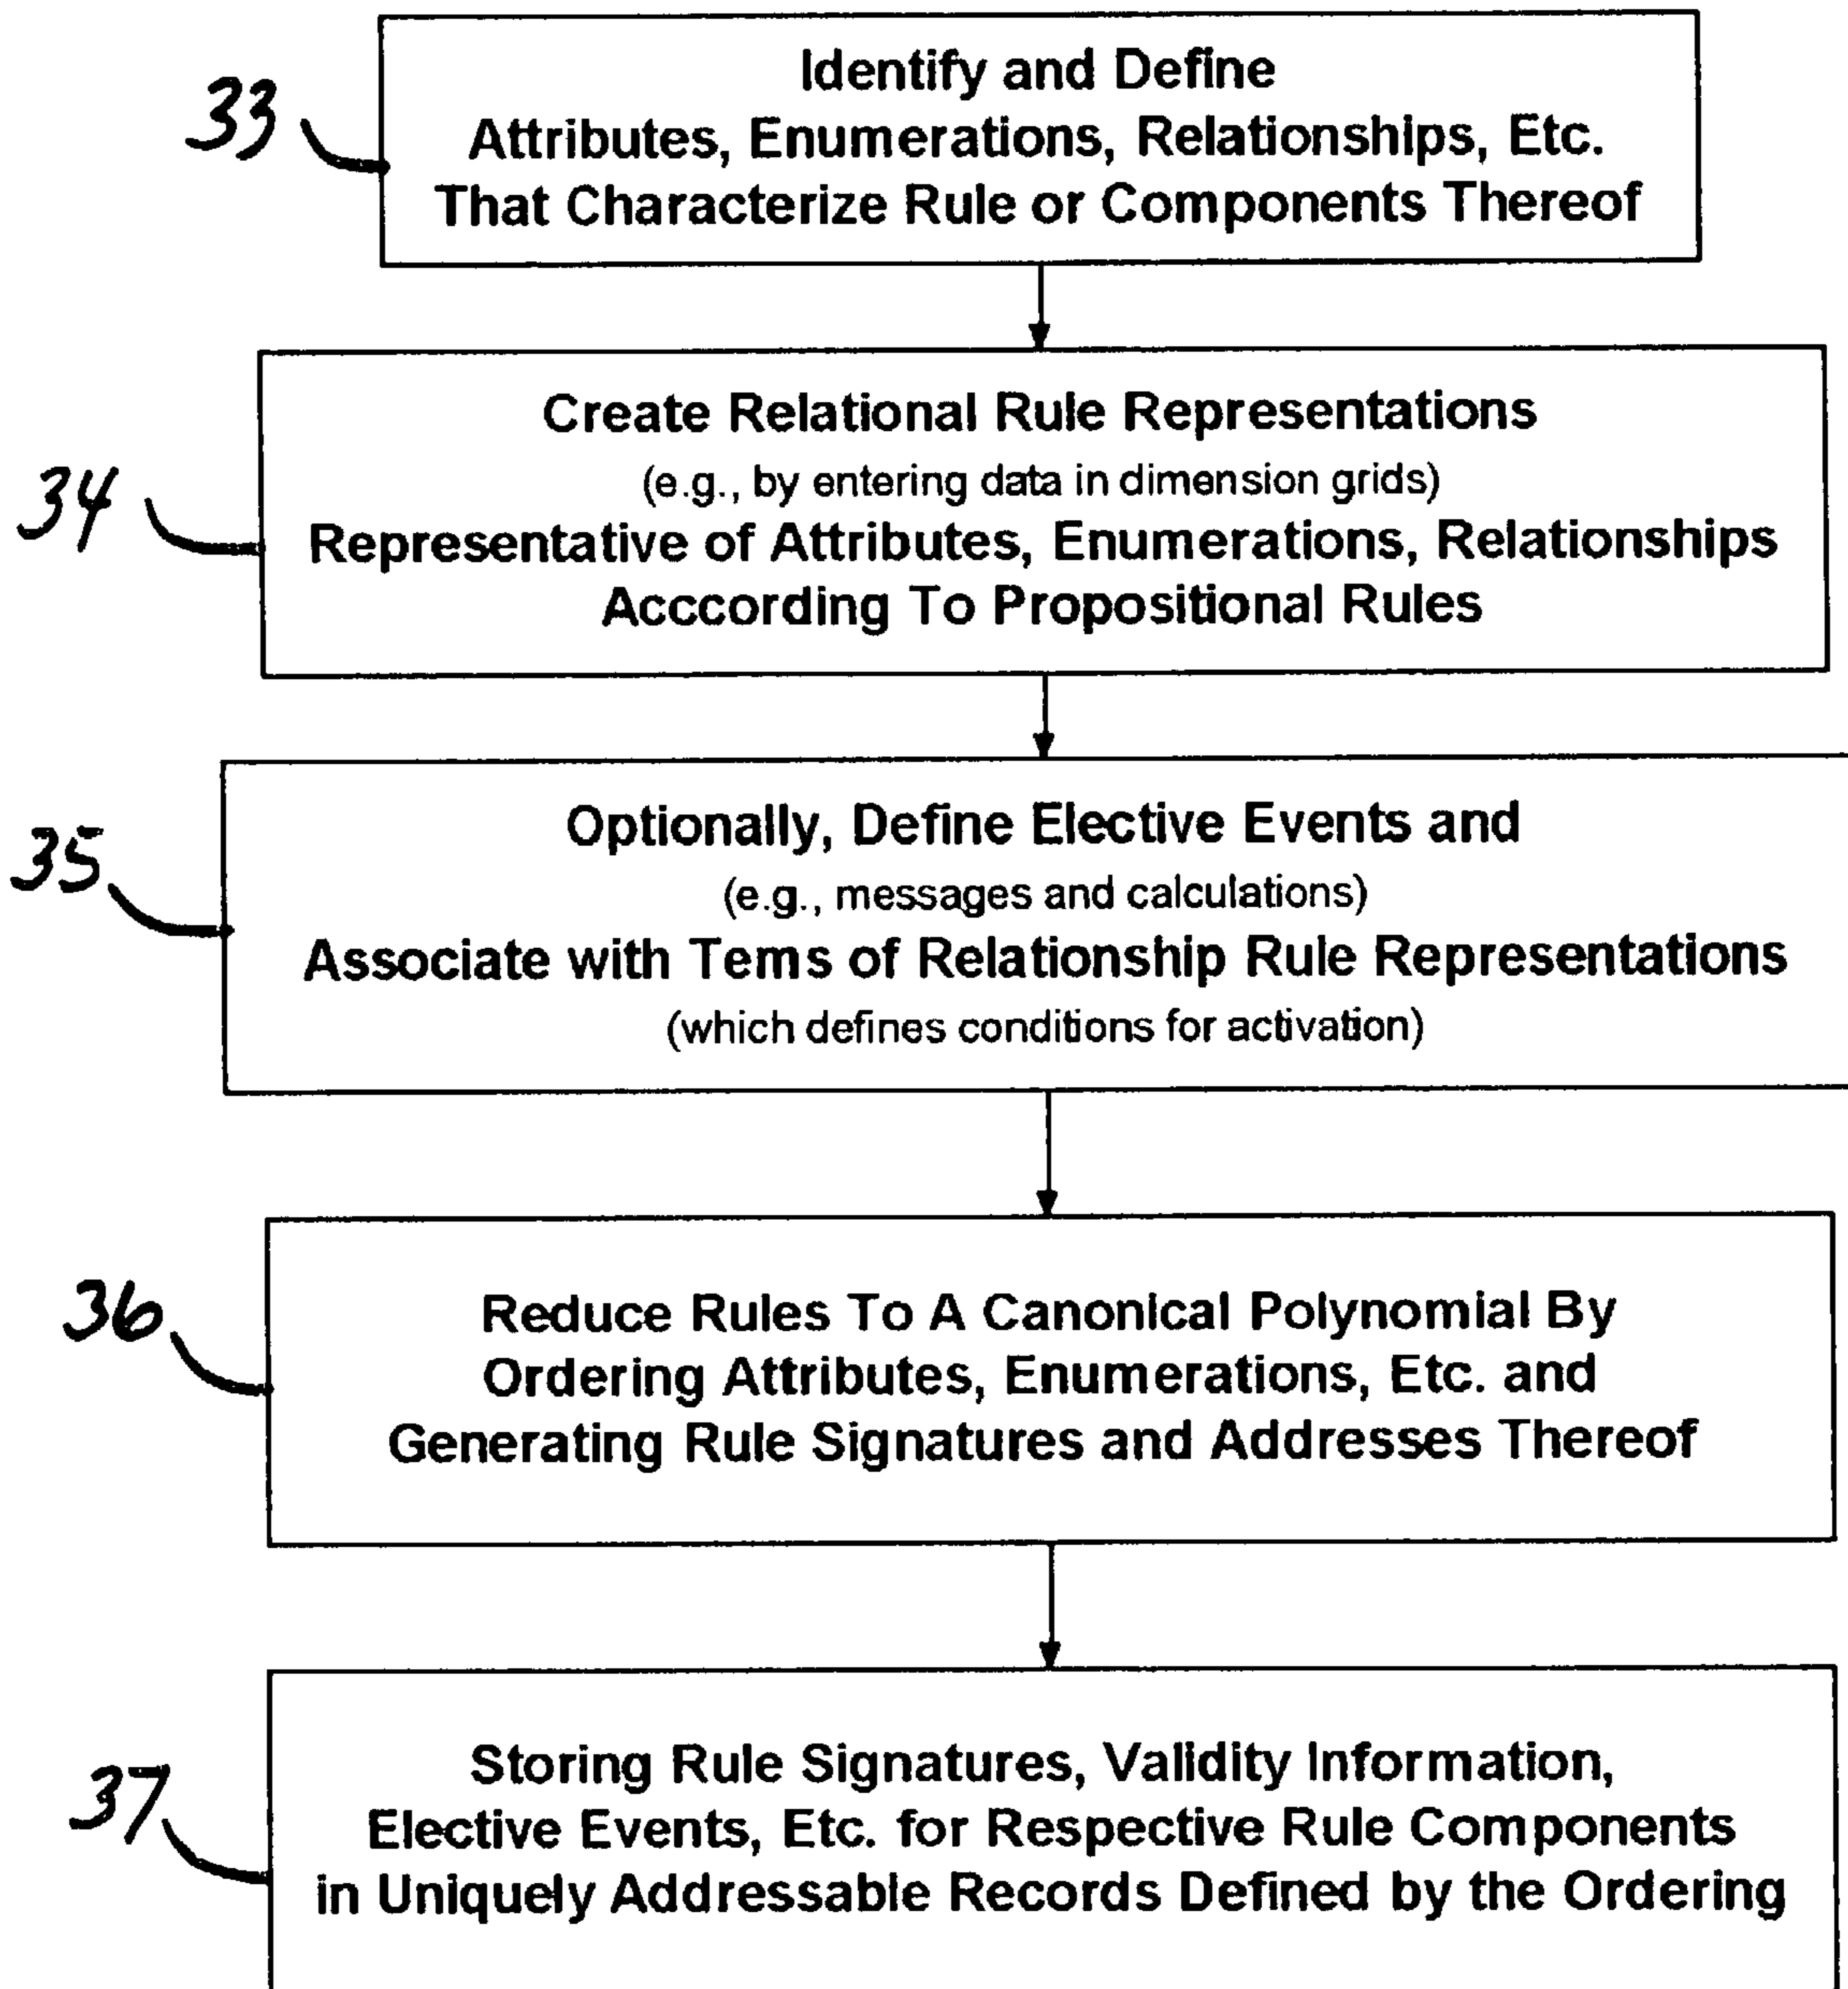 33
Identify and Define
Attributes, Enumerations, Relationships, Etc.
That Characterize Rule or Components Thereof
34
Create Relational Rule Representations
(e.g., by entering data in dimension grids)
Representative of Attributes, Enumerations, Relationships
Acccording To Propositional Rules
35
Optionally, Define Elective Events and
(e.g., messages and calculations)
Associate with Tems of Relationship Rule Representations
(which defines conditions for activation)
36
Reduce Rules To A Canonical Polynomial By
Ordering Attributes, Enumerations, Etc. and
Generating Rule Signatures and Addresses Thereof
37
Storing Rule Signatures, Validity Information,
Elective Events, Etc. for Respective Rule Components
in Uniquely Addressable Records Defined by the Ordering